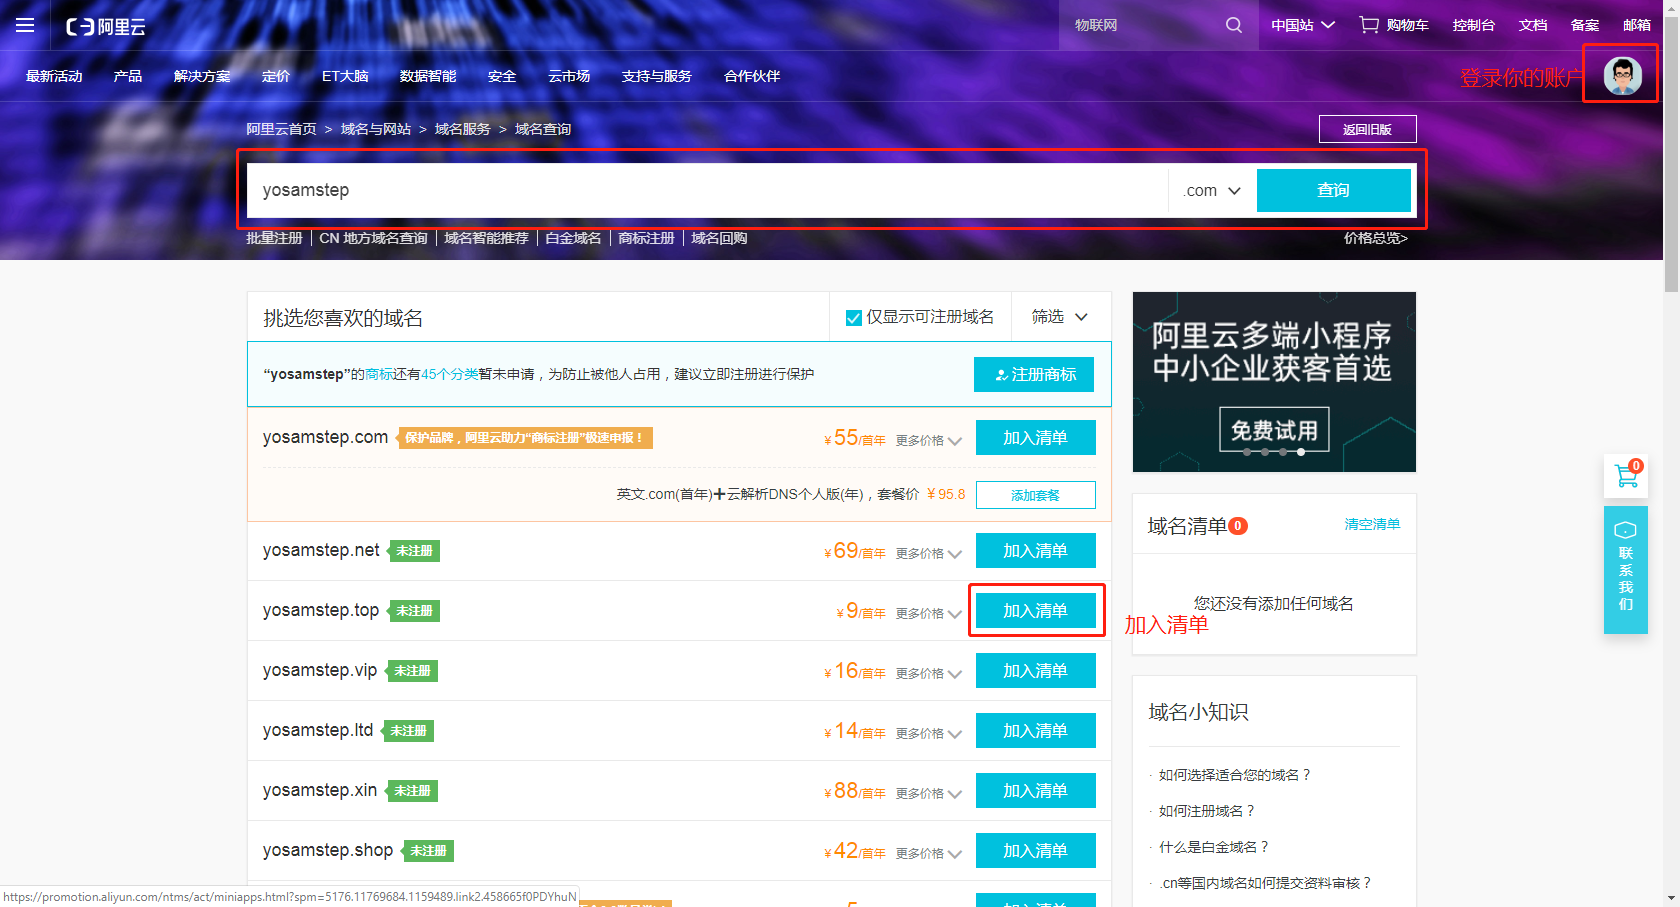 阿里云
物联网
中国站
购物车
控制台
文档
备案
邮箱
最新活动
产品
解决方案
定价
ET大脑
数据智能
安全
云市场
支持与服务
合作伙伴
登录你的账户
阿里云首页 > 域名与网站 > 域名服务 > 域名查询
返回旧版
yosamstep
.com
查询
批量注册 | CN 地方域名查询 | 域名智能推荐 | 白金域名 | 商标注册 | 域名回购
价格总览>
挑选您喜欢的域名
仅显示可注册域名
筛选
“yosamstep”的商标还有45个分类暂未申请，为防止被他人占用，建议立即注册进行保护
注册商标
yosamstep.com
保护品牌，阿里云助力“商标注册”极速申报！
¥55/首年 更多价格
加入清单
英文.com(首年)+云解析DNS个人版(年)，套餐价 ¥95.8
添加套餐
yosamstep.net
未注册
¥69/首年 更多价格
加入清单
yosamstep.top
未注册
¥9/首年 更多价格
加入清单
加入清单
yosamstep.vip
未注册
¥16/首年 更多价格
加入清单
yosamstep.ltd
未注册
¥14/首年 更多价格
加入清单
yosamstep.xin
未注册
¥88/首年 更多价格
加入清单
yosamstep.shop
未注册
¥42/首年 更多价格
加入清单
加入清单
阿里云多端小程序
中小企业获客首选
免费试用
域名清单 0
清空清单
您还没有添加任何域名
域名小知识
· 如何选择适合您的域名？
· 如何注册域名？
· 什么是白金域名？
· .cn等国内域名如何提交资料审核？
0
联系我们
https://promotion.aliyun.com/ntms/act/miniapps.html?spm=5176.11769684.1159489.link2.458665f0PDYhuN